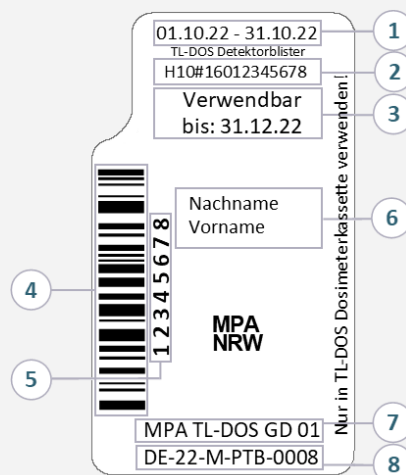 01.10.22 - 31.10.22
TL-DOS Detektorblister
H10#16012345678
Verwendbar
bis: 31.12.22
Nachname
Vorname
12345678
MPA
NRW
Nur in TL-DOS Dosimeterkassette verwenden!
MPA TL-DOS GD 01
DE-22-M-PTB-0008
1
2
3
6
4
5
7
8